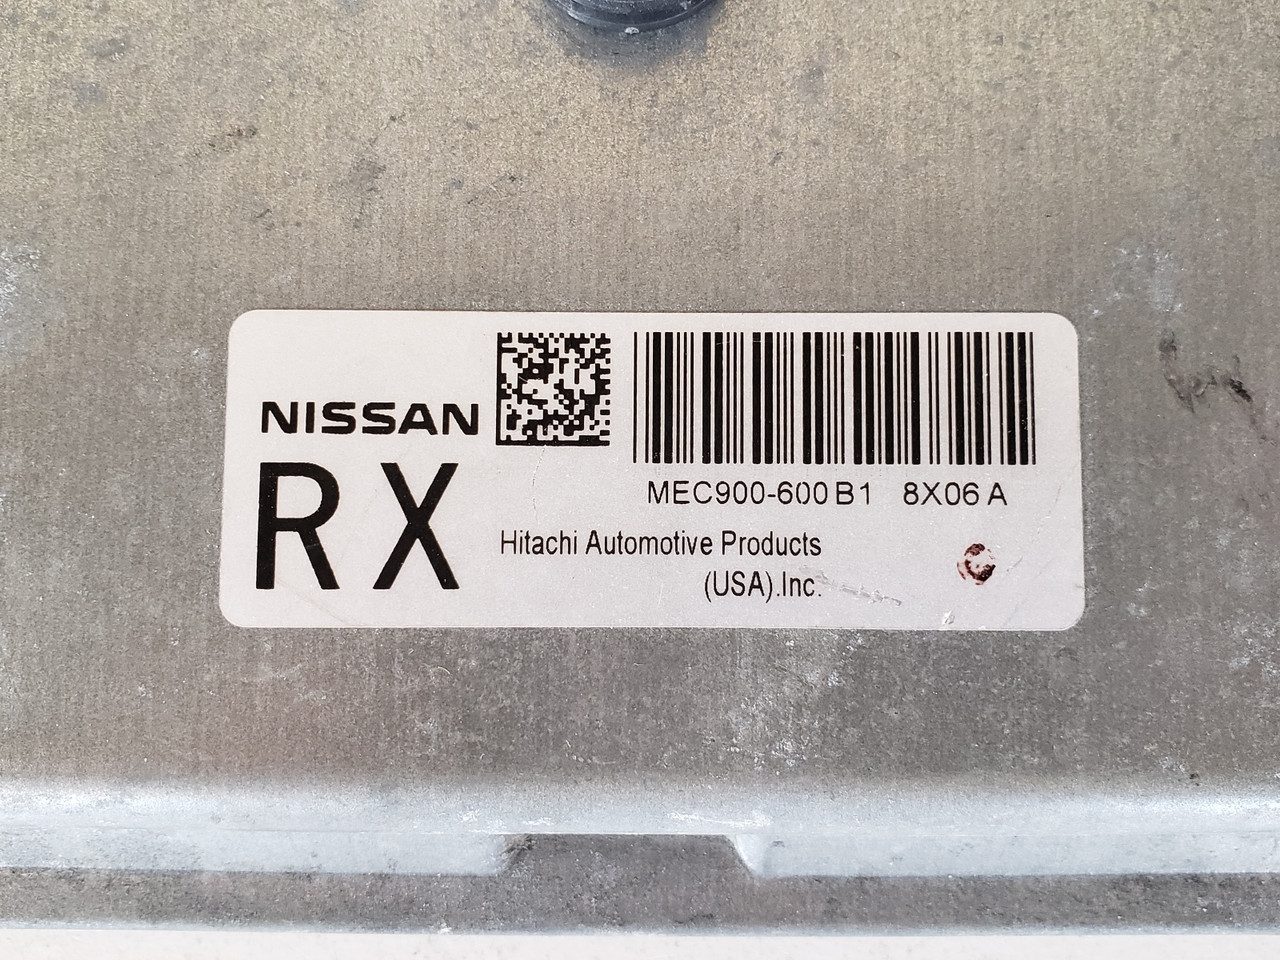 NISSAN
RX
MEC900-600 B1 8X06 A
Hitachi Automotive Products
(USA).Inc.